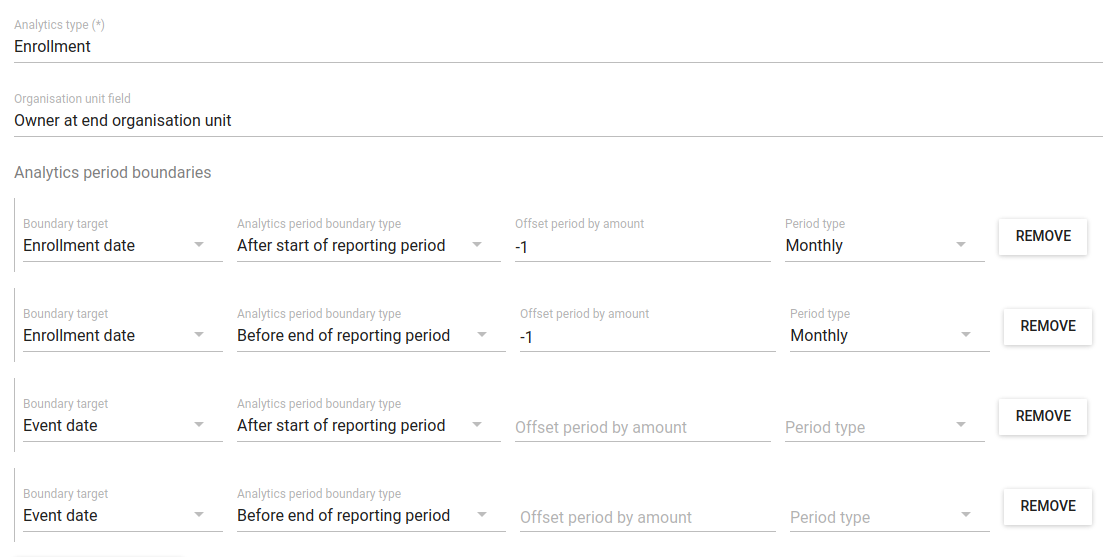 Analytics type (*)
Enrollment
Organisation unit field
Owner at end organisation unit
Analytics period boundaries
Boundary target Analytics period boundary type Offset period by amount Period type
Enrollment date After start of reporting period -1 Monthly REMOVE
Boundary target Analytics period boundary type Offset period by amount Period type
Enrollment date Before end of reporting period -1 Monthly REMOVE
Boundary target Analytics period boundary type
Event date After start of reporting period Offset period by amount Period type REMOVE
Boundary target Analytics period boundary type
Event date Before end of reporting period Offset period by amount Period type REMOVE